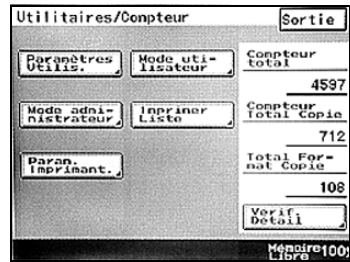 Utilitaires/Compteur
Sortie
Paramètres
Utilis.
Mode uti-
lisateur
Compteur
total
4597
Mode admi-
nistrateur
Imprimer
Liste
Compteur
Total Copie
712
Param.
Imprimant.
Total For-
mat Copie
108
Vérif.
Détail
Mémoire
Libre 100%